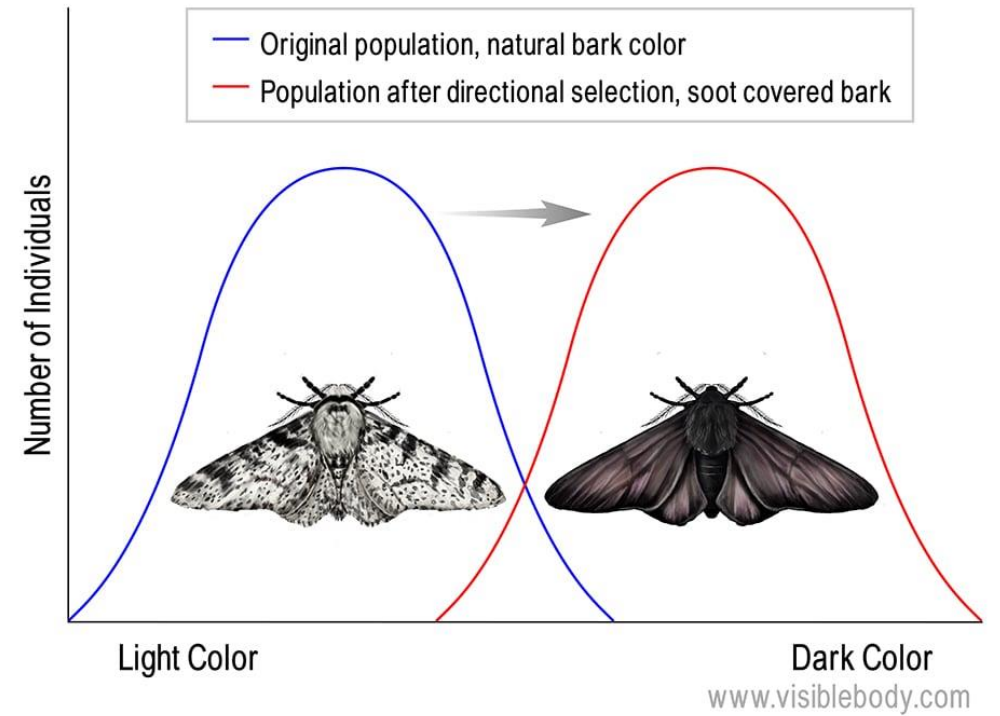 Original population, natural bark color
Population after directional selection, soot covered bark
Number of Individuals
Light Color
Dark Color
www.visiblebody.com